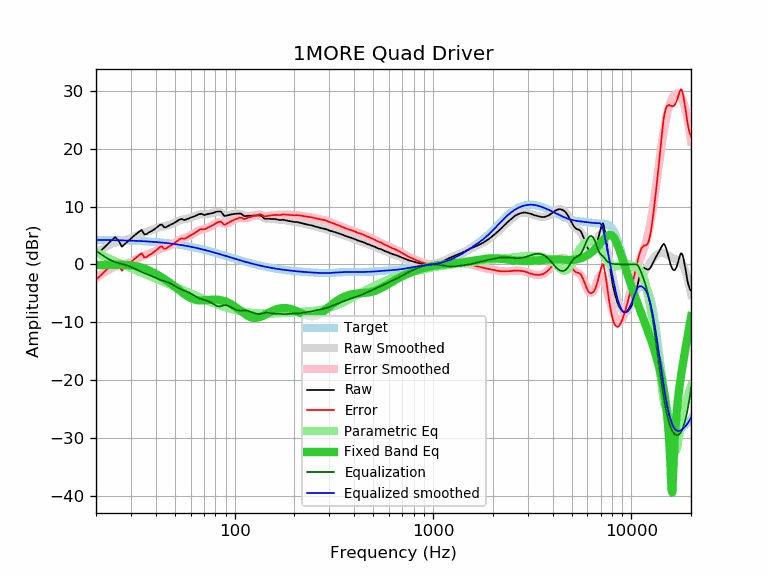 1MORE Quad Driver
Amplitude (dBr)
30
20
10
0
−10
−20
−30
−40
Target
Raw Smoothed
Error Smoothed
Raw
Error
Parametric Eq
Fixed Band Eq
Equalization
Equalized smoothed
100
1000
10000
Frequency (Hz)